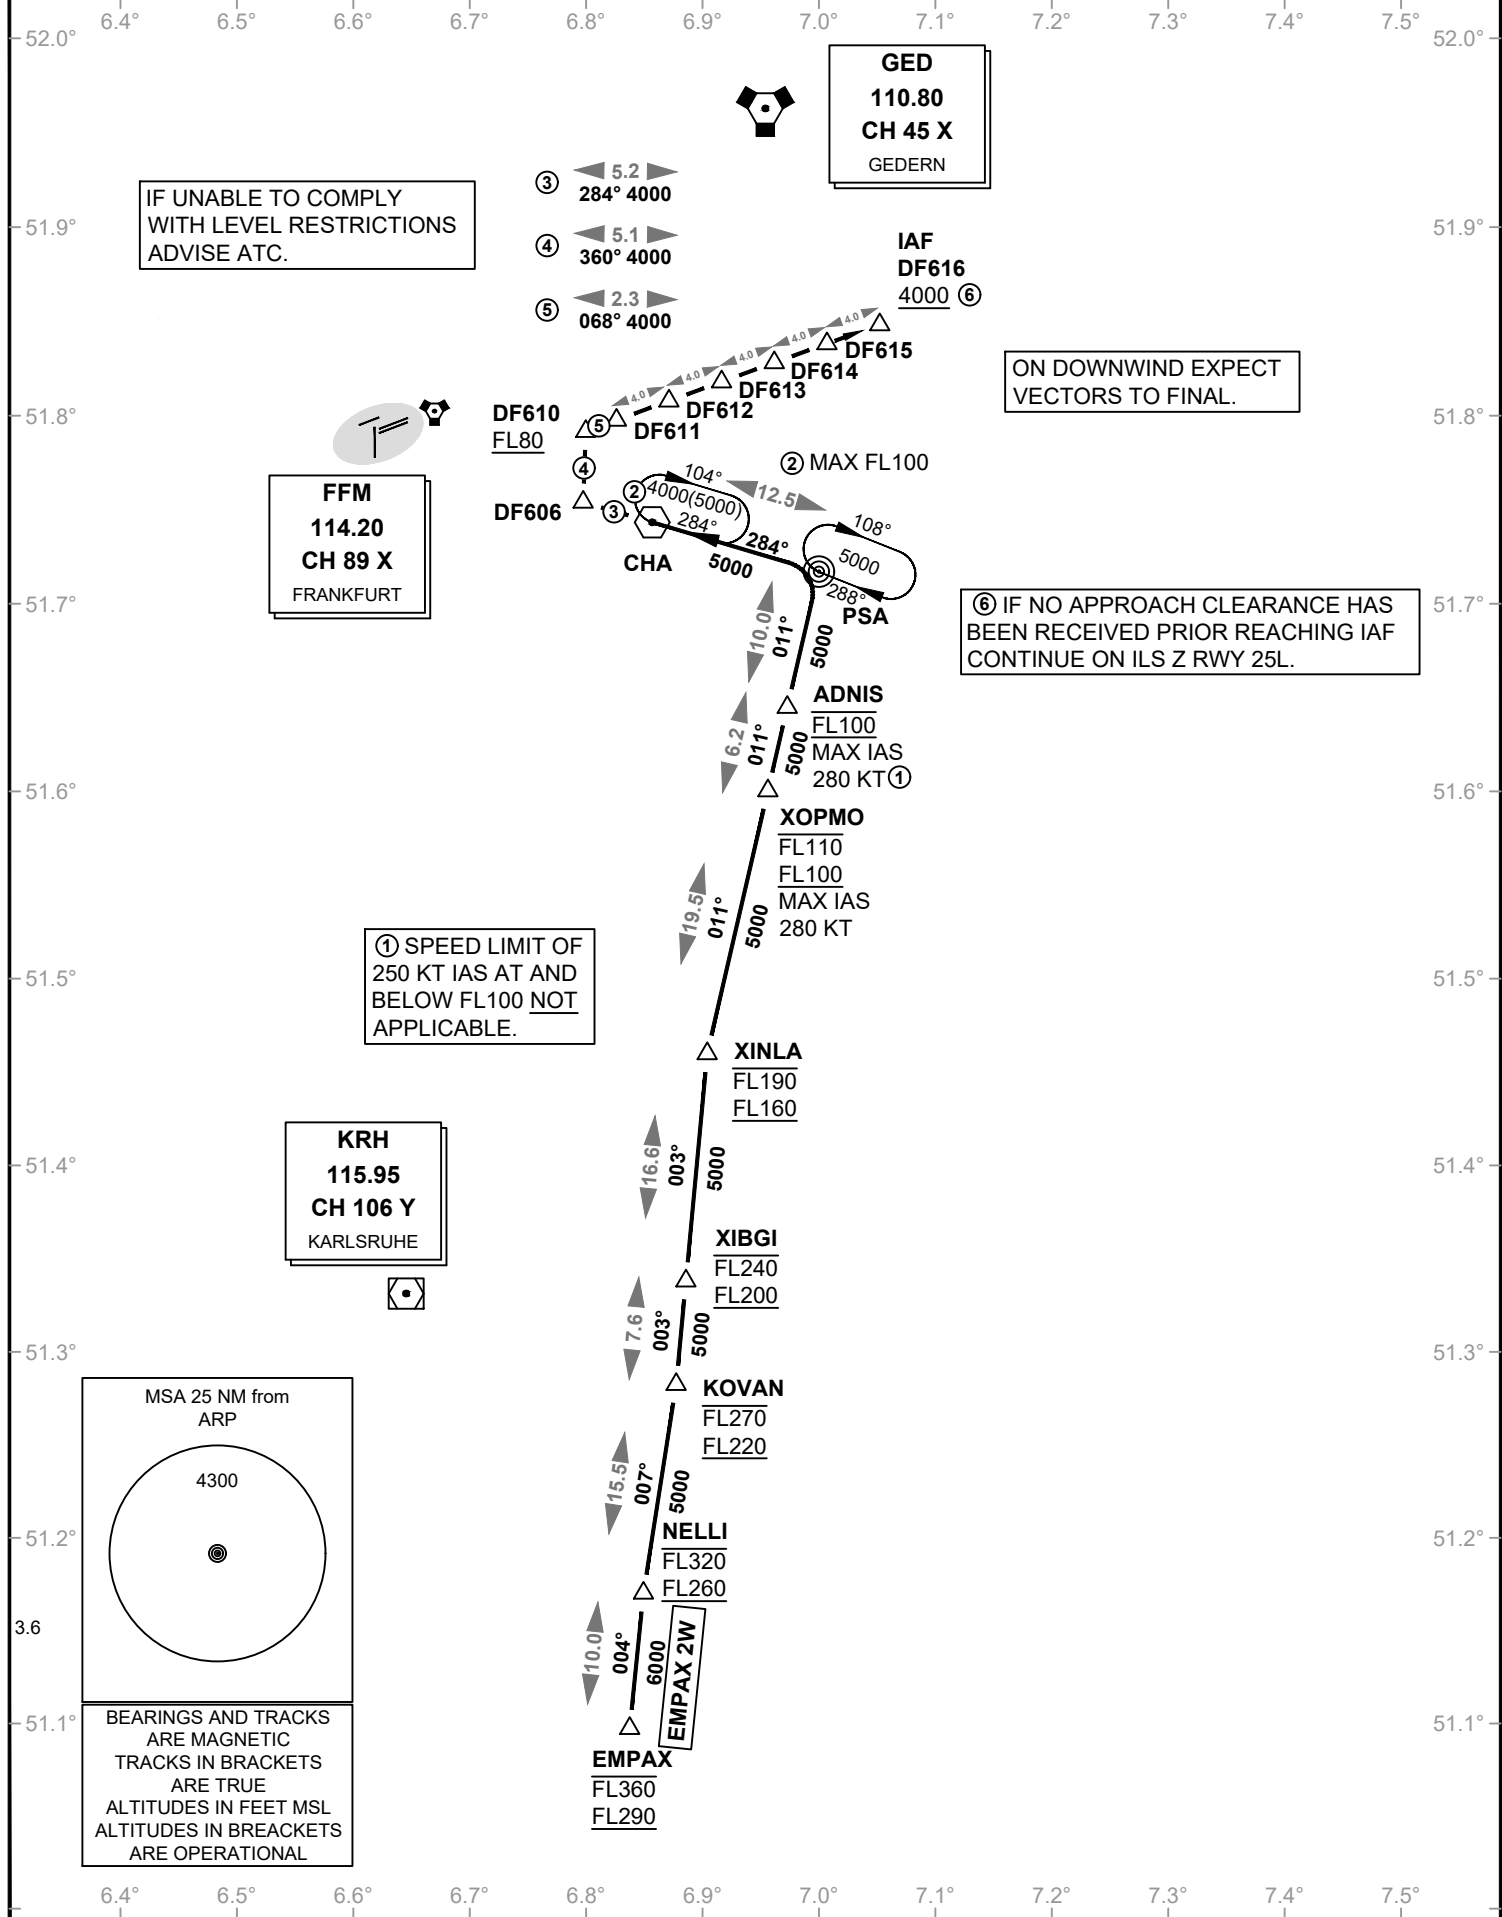 6.4° 6.5° 6.6° 6.7° 6.8° 6.9° 7.0° 7.1° 7.2° 7.3° 7.4° 7.5°
52.0° 52.0°
GED
110.80
CH 45 X
GEDERN
IF UNABLE TO COMPLY
WITH LEVEL RESTRICTIONS
ADVISE ATC.
③ 5.2
284° 4000
51.9° 51.9°
④ 5.1
360° 4000
⑤ 2.3
068° 4000
IAF
DF616
4000 ⑥
4.0 4.0 4.0 4.0 4.0
DF615
DF614
DF613
DF612
DF611
ON DOWNWIND EXPECT
VECTORS TO FINAL.
51.8° 51.8°
DF610
FL80
⑤
④
② MAX FL100
FFM
114.20
CH 89 X
FRANKFURT
DF606
③
②
104°
4000(5000)
284°
12.5
CHA
284°
5000
108°
5000
288°
PSA
51.7° 51.7°
⑥ IF NO APPROACH CLEARANCE HAS
BEEN RECEIVED PRIOR REACHING IAF
CONTINUE ON ILS Z RWY 25L.
10.0
011°
5000
ADNIS
FL100
MAX IAS
280 KT①
6.2
011°
5000
51.6° 51.6°
XOPMO
FL110
FL100
MAX IAS
280 KT
19.5
011°
5000
① SPEED LIMIT OF
250 KT IAS AT AND
BELOW FL100 NOT
APPLICABLE.
51.5° 51.5°
XINLA
FL190
FL160
KRH
115.95
CH 106 Y
KARLSRUHE
16.6
003°
5000
51.4° 51.4°
XIBGI
FL240
FL200
7.6
003°
5000
51.3° 51.3°
KOVAN
FL270
FL220
MSA 25 NM from
ARP
4300
15.5
007°
5000
51.2° 51.2°
NELLI
FL320
FL260
3.6
10.0
004°
6000
EMPAX 2W
51.1° 51.1°
BEARINGS AND TRACKS
ARE MAGNETIC
TRACKS IN BRACKETS
ARE TRUE
ALTITUDES IN FEET MSL
ALTITUDES IN BREACKETS
ARE OPERATIONAL
EMPAX
FL360
FL290
6.4° 6.5° 6.6° 6.7° 6.8° 6.9° 7.0° 7.1° 7.2° 7.3° 7.4° 7.5°